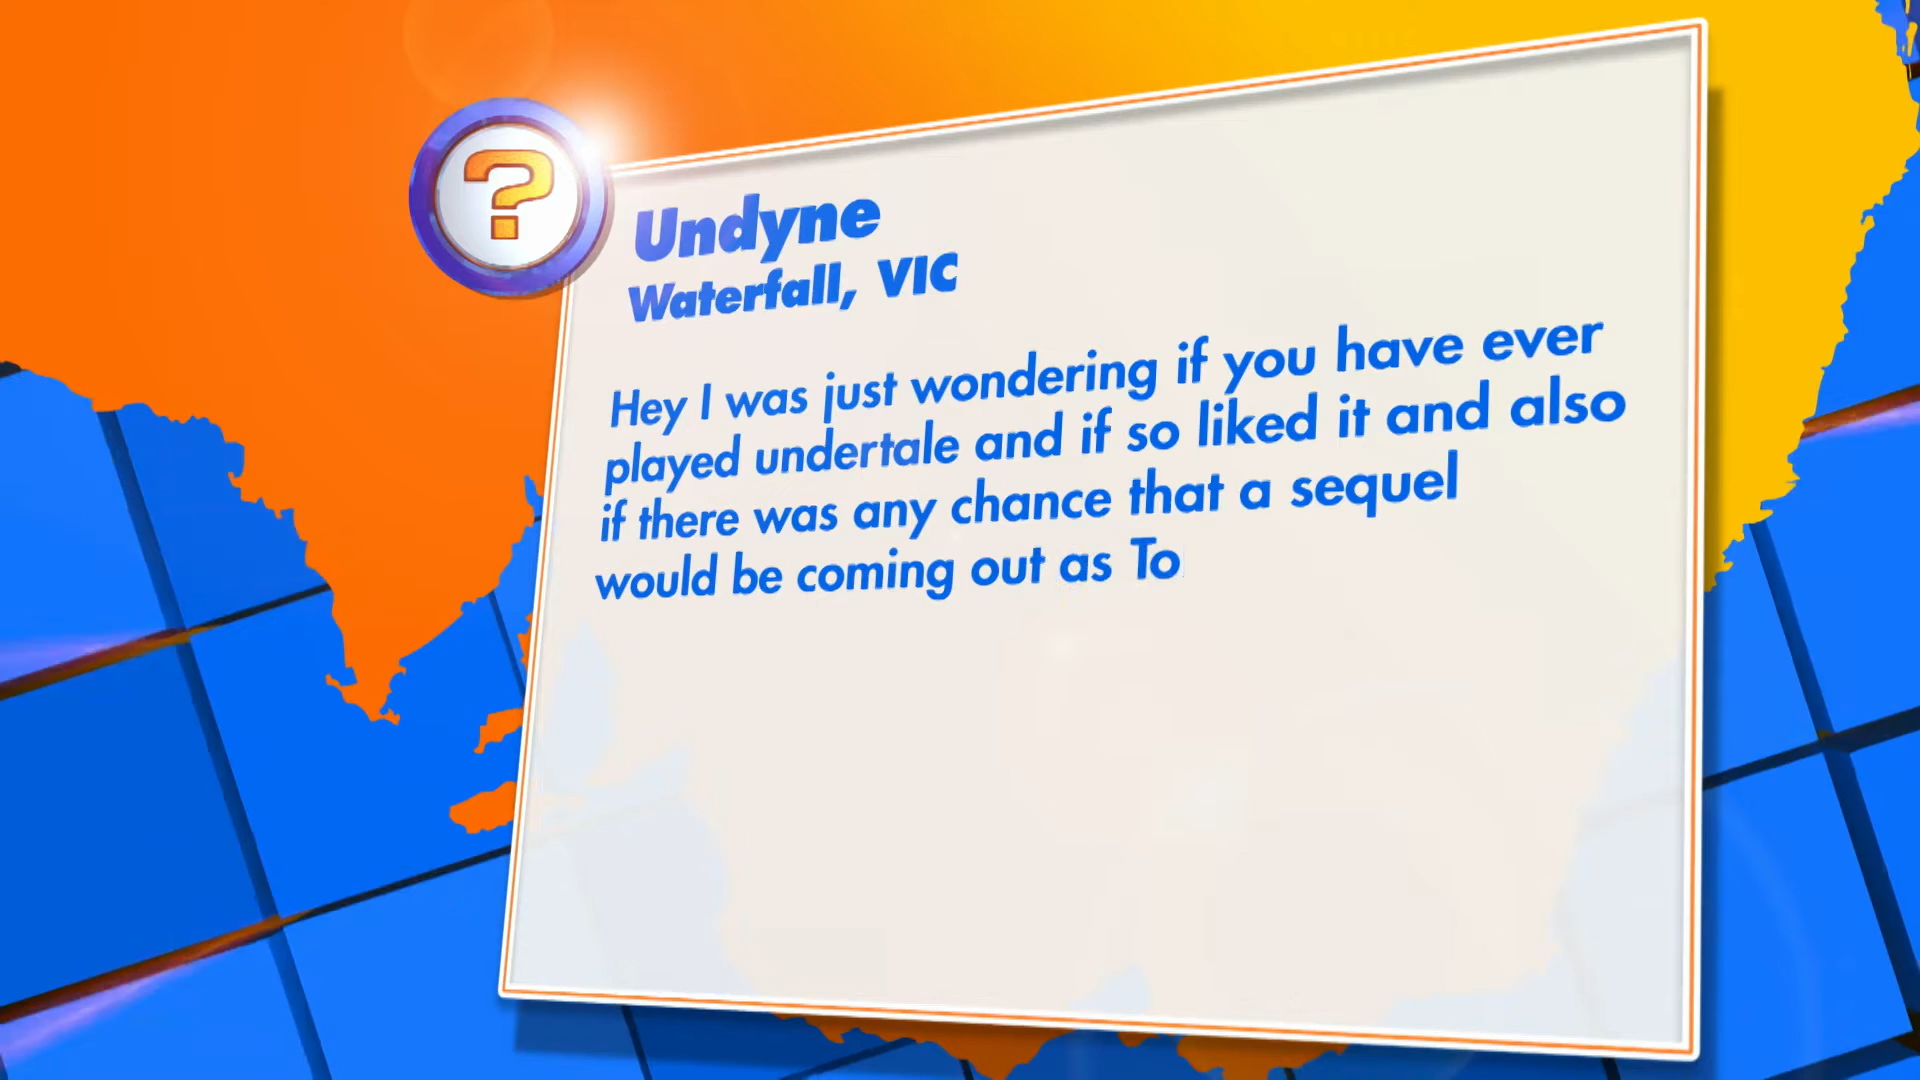 ?
Undyne
Waterfall, VIC
Hey I was just wondering if you have ever
played undertale and if so liked it and also
if there was any chance that a sequel
would be coming out as To